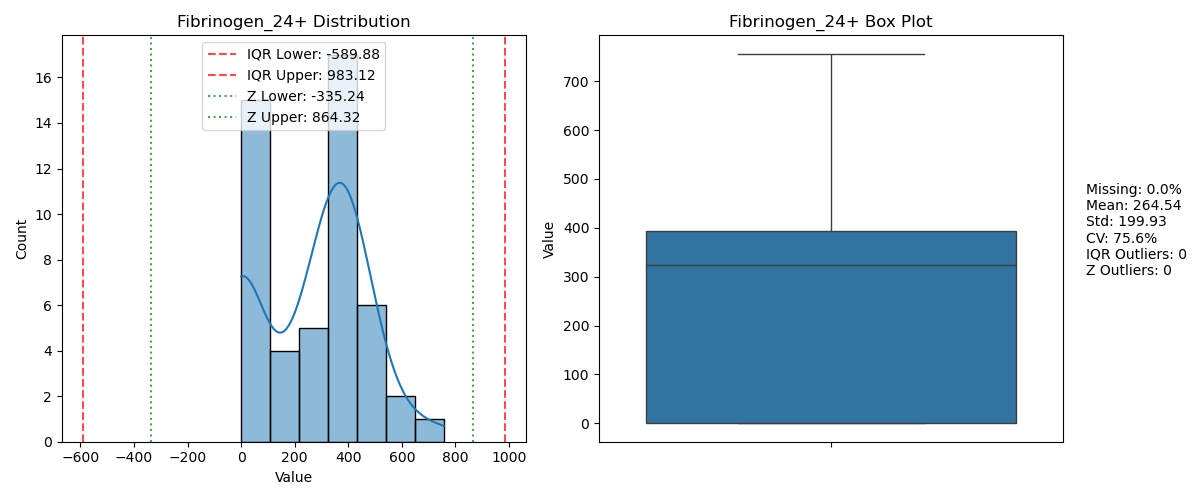 Fibrinogen_24+ Distribution
IQR Lower: -589.88
IQR Upper: 983.12
Z Lower: -335.24
Z Upper: 864.32
16
14
12
10
8
6
4
2
0
Count
−600 −400 −200 0 200 400 600 800 1000
Value
Fibrinogen_24+ Box Plot
700
600
500
400
300
200
100
0
Value
Missing: 0.0%
Mean: 264.54
Std: 199.93
CV: 75.6%
IQR Outliers: 0
Z Outliers: 0